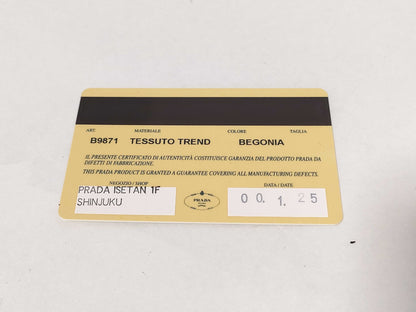 ART. MATERIALE COLORE TAGLIA
B9871 TESSUTO TREND BEGONIA
IL PRESENTE CERTIFICATO DI AUTENTICITÀ COSTITUISCE GARANZIA DEL PRODOTTO PRADA DA
DIFETTI DI FABBRICAZIONE.
THIS PRADA PRODUCT IS GRANTED A GUARANTEE COVERING ALL MANUFACTURING DEFECTS.
NEGOZIO / SHOP DATA / DATE
PRADA ISETAN 1F
SHINJUKU
PRADA
00. 1. 25